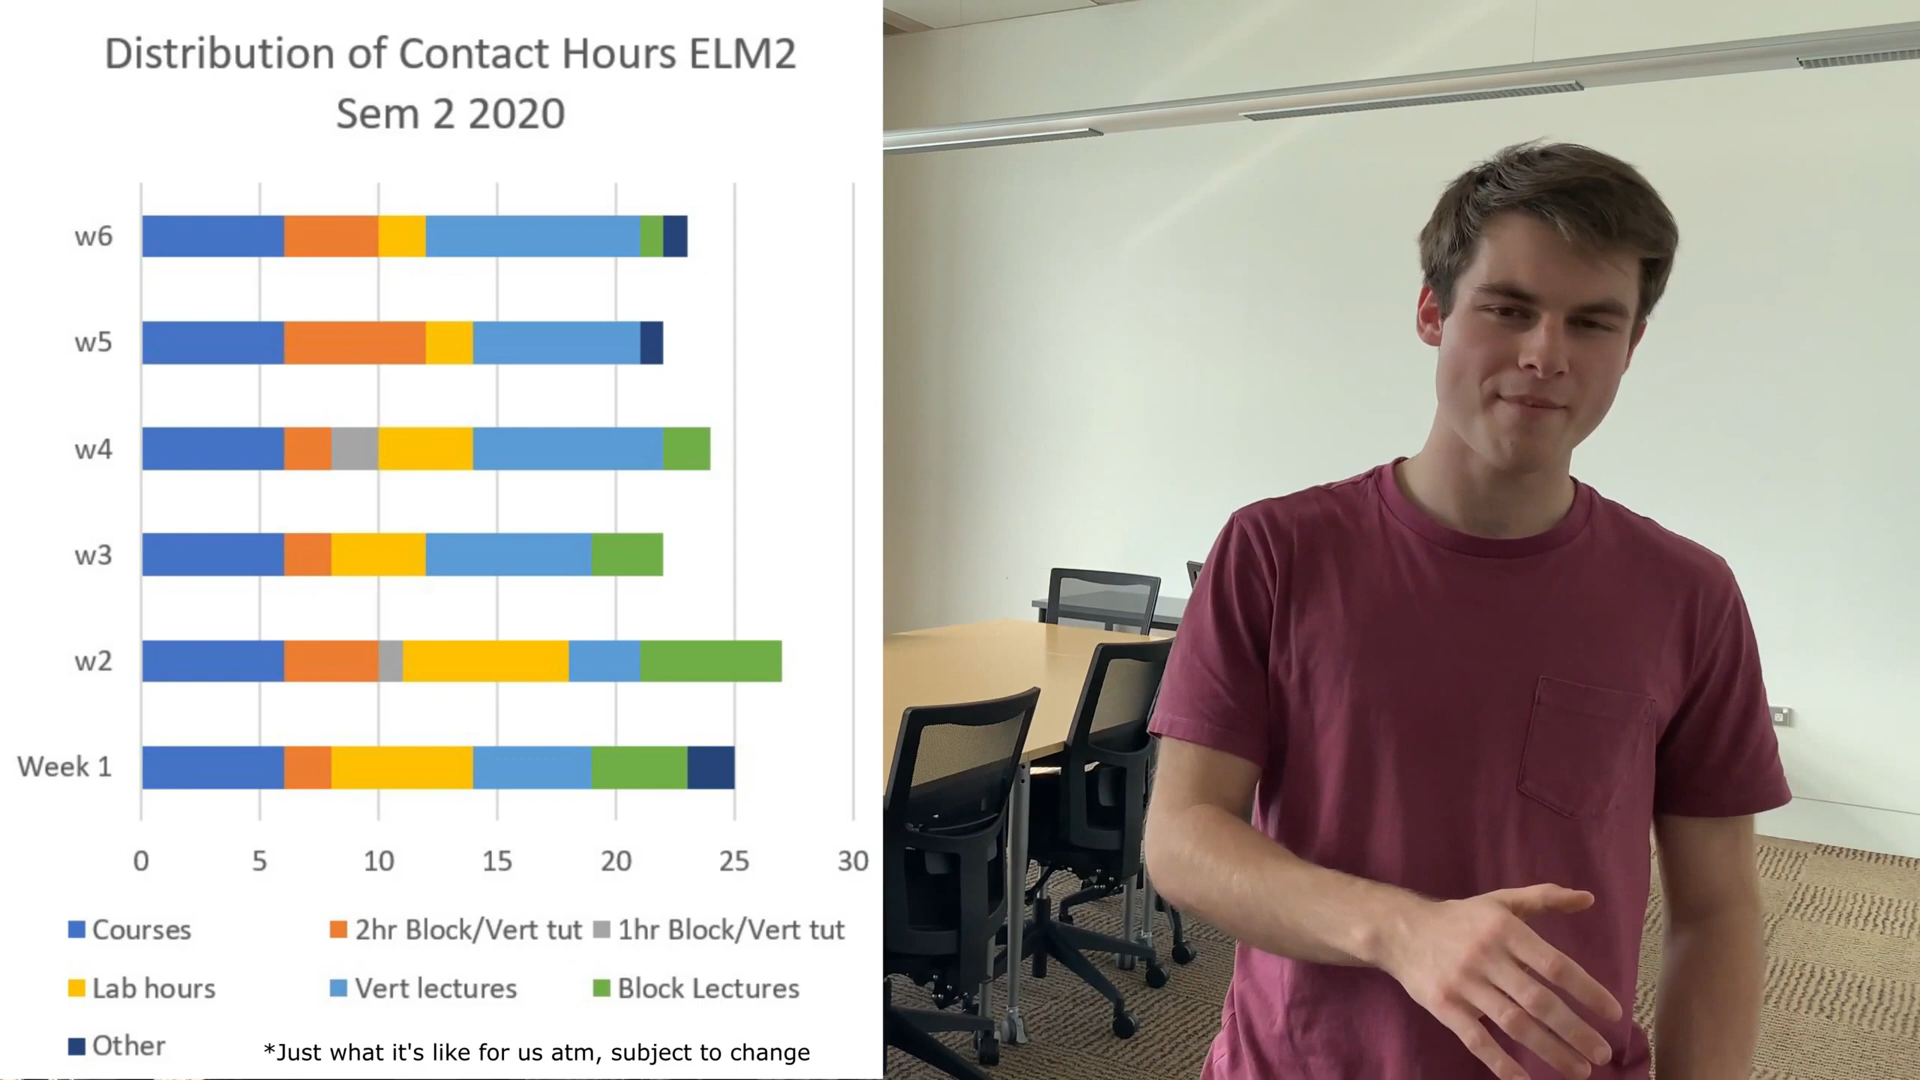 Distribution of Contact Hours ELM2
Sem 2 2020
w6
w5
w4
w3
w2
Week 1
0 5 10 15 20 25 30
Courses 2hr Block/Vert tut 1hr Block/Vert tut
Lab hours Vert lectures Block Lectures
Other
*Just what it's like for us atm, subject to change